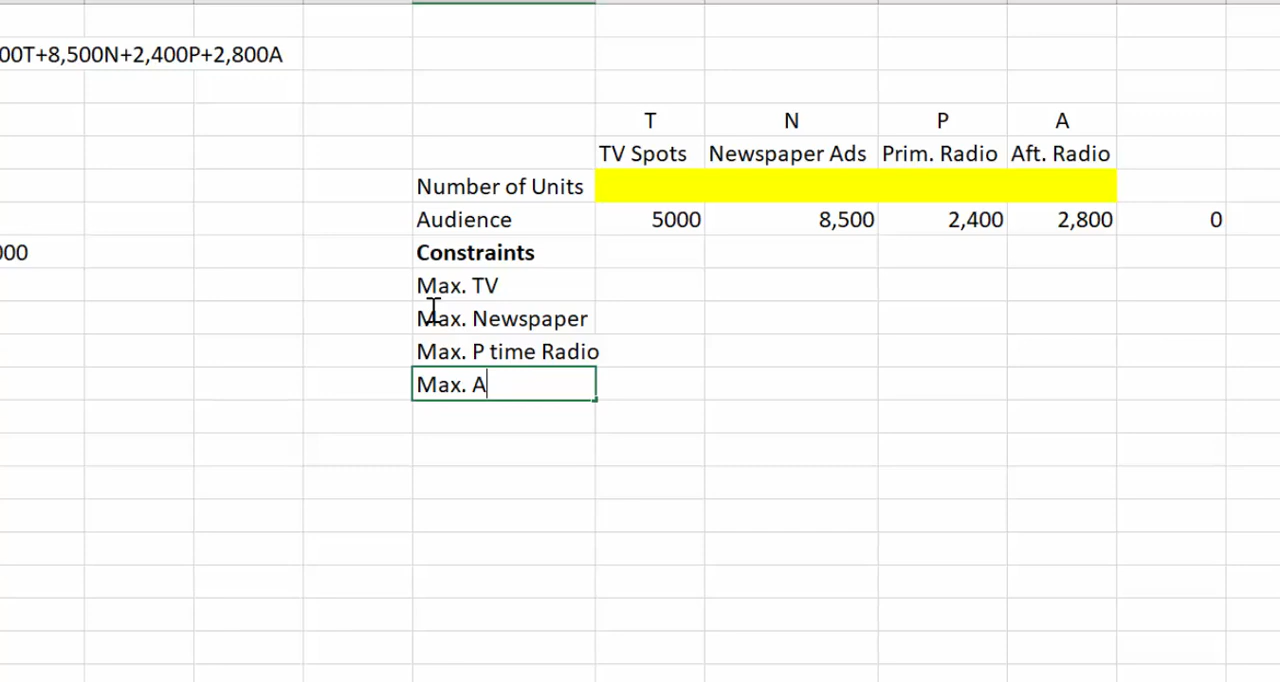 00T+8,500N+2,400P+2,800A
T N P A
TV Spots Newspaper Ads Prim. Radio Aft. Radio
Number of Units
Audience 5000 8,500 2,400 2,800 0
000 Constraints
Max. TV
Max. Newspaper
Max. P time Radio
Max. A